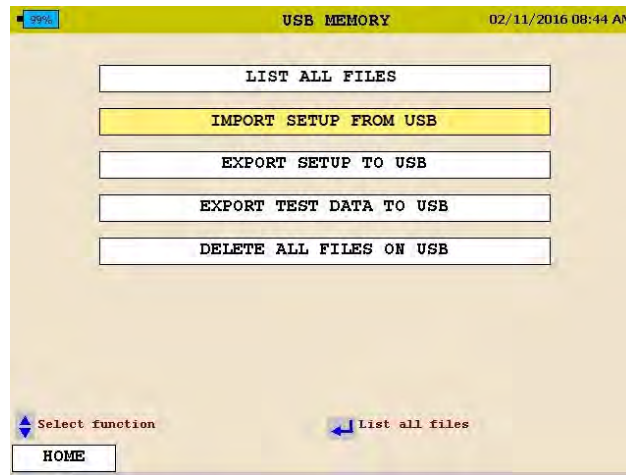 99% USB MEMORY 02/11/2016 08:44 AM
LIST ALL FILES
IMPORT SETUP FROM USB
EXPORT SETUP TO USB
EXPORT TEST DATA TO USB
DELETE ALL FILES ON USB
Select function List all files
HOME